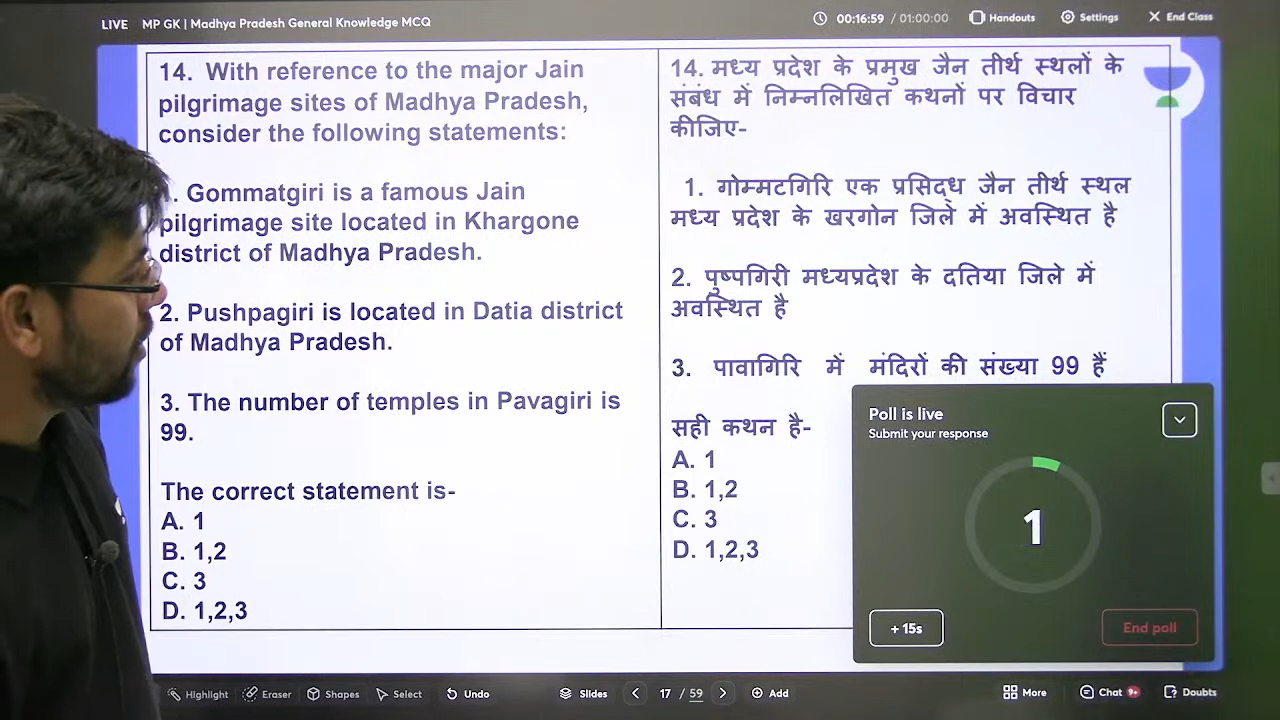 LIVE MP GK | Madhya Pradesh General Knowledge MCQ
00:16:59 / 01:00:00
Handouts
Settings
End Class
14. With reference to the major Jain
pilgrimage sites of Madhya Pradesh,
consider the following statements:
1. Gommatgiri is a famous Jain
pilgrimage site located in Khargone
district of Madhya Pradesh.
2. Pushpagiri is located in Datia district
of Madhya Pradesh.
3. The number of temples in Pavagiri is
99.
The correct statement is-
A. 1
B. 1,2
C. 3
D. 1,2,3
14. मध्य प्रदेश के प्रमुख जैन तीर्थ स्थलों के
संबंध में निम्नलिखित कथनों पर विचार
कीजिए-
1. गोम्मटगिरि एक प्रसिद्ध जैन तीर्थ स्थल
मध्य प्रदेश के खरगोन जिले में अवस्थित है
2. पुष्पगिरी मध्यप्रदेश के दतिया जिले में
अवस्थित है
3. पावागिरि में मंदिरों की संख्या 99 हैं
सही कथन है-
A. 1
B. 1,2
C. 3
D. 1,2,3
Poll is live
Submit your response
1
+ 15s
End poll
Highlight
Eraser
Shapes
Select
Undo
Slides
17 / 59
Add
More
Chat 9+
Doubts